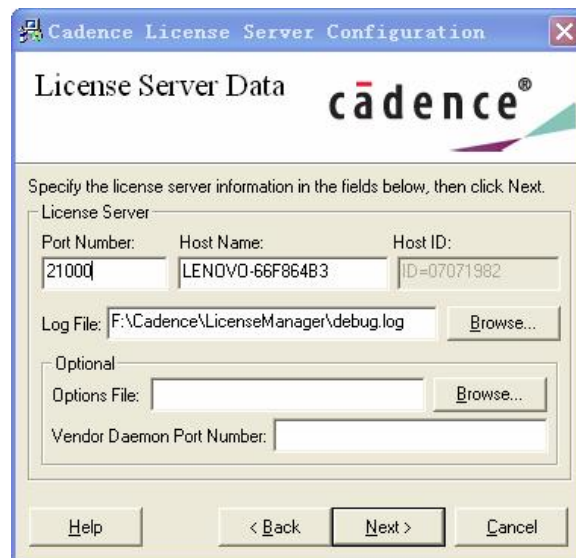 Cadence License Server Configuration
License Server Data
cādence®
Specify the license server information in the fields below, then click Next.
License Server
Port Number: Host Name: Host ID:
21000 LENOVO-66F864B3 ID=07071982
Log File: F:\Cadence\LicenseManager\debug.log Browse...
Optional
Options File: Browse...
Vendor Daemon Port Number:
Help < Back Next > Cancel